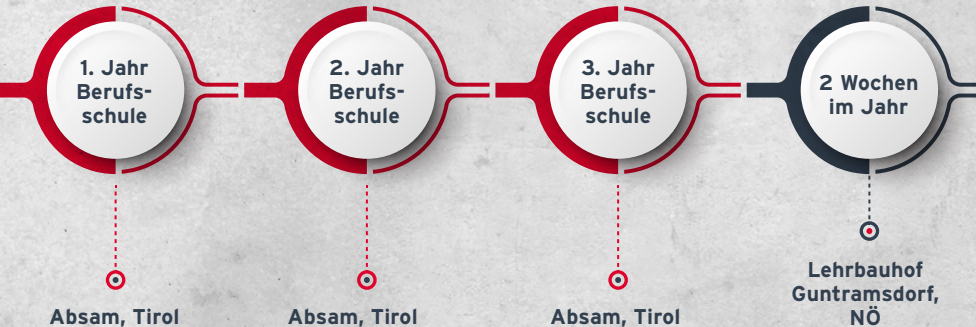 1. Jahr
Berufs-
schule
2. Jahr
Berufs-
schule
3. Jahr
Berufs-
schule
2 Wochen
im Jahr
Absam, Tirol
Absam, Tirol
Absam, Tirol
Lehrbauhof
Guntramsdorf,
NÖ